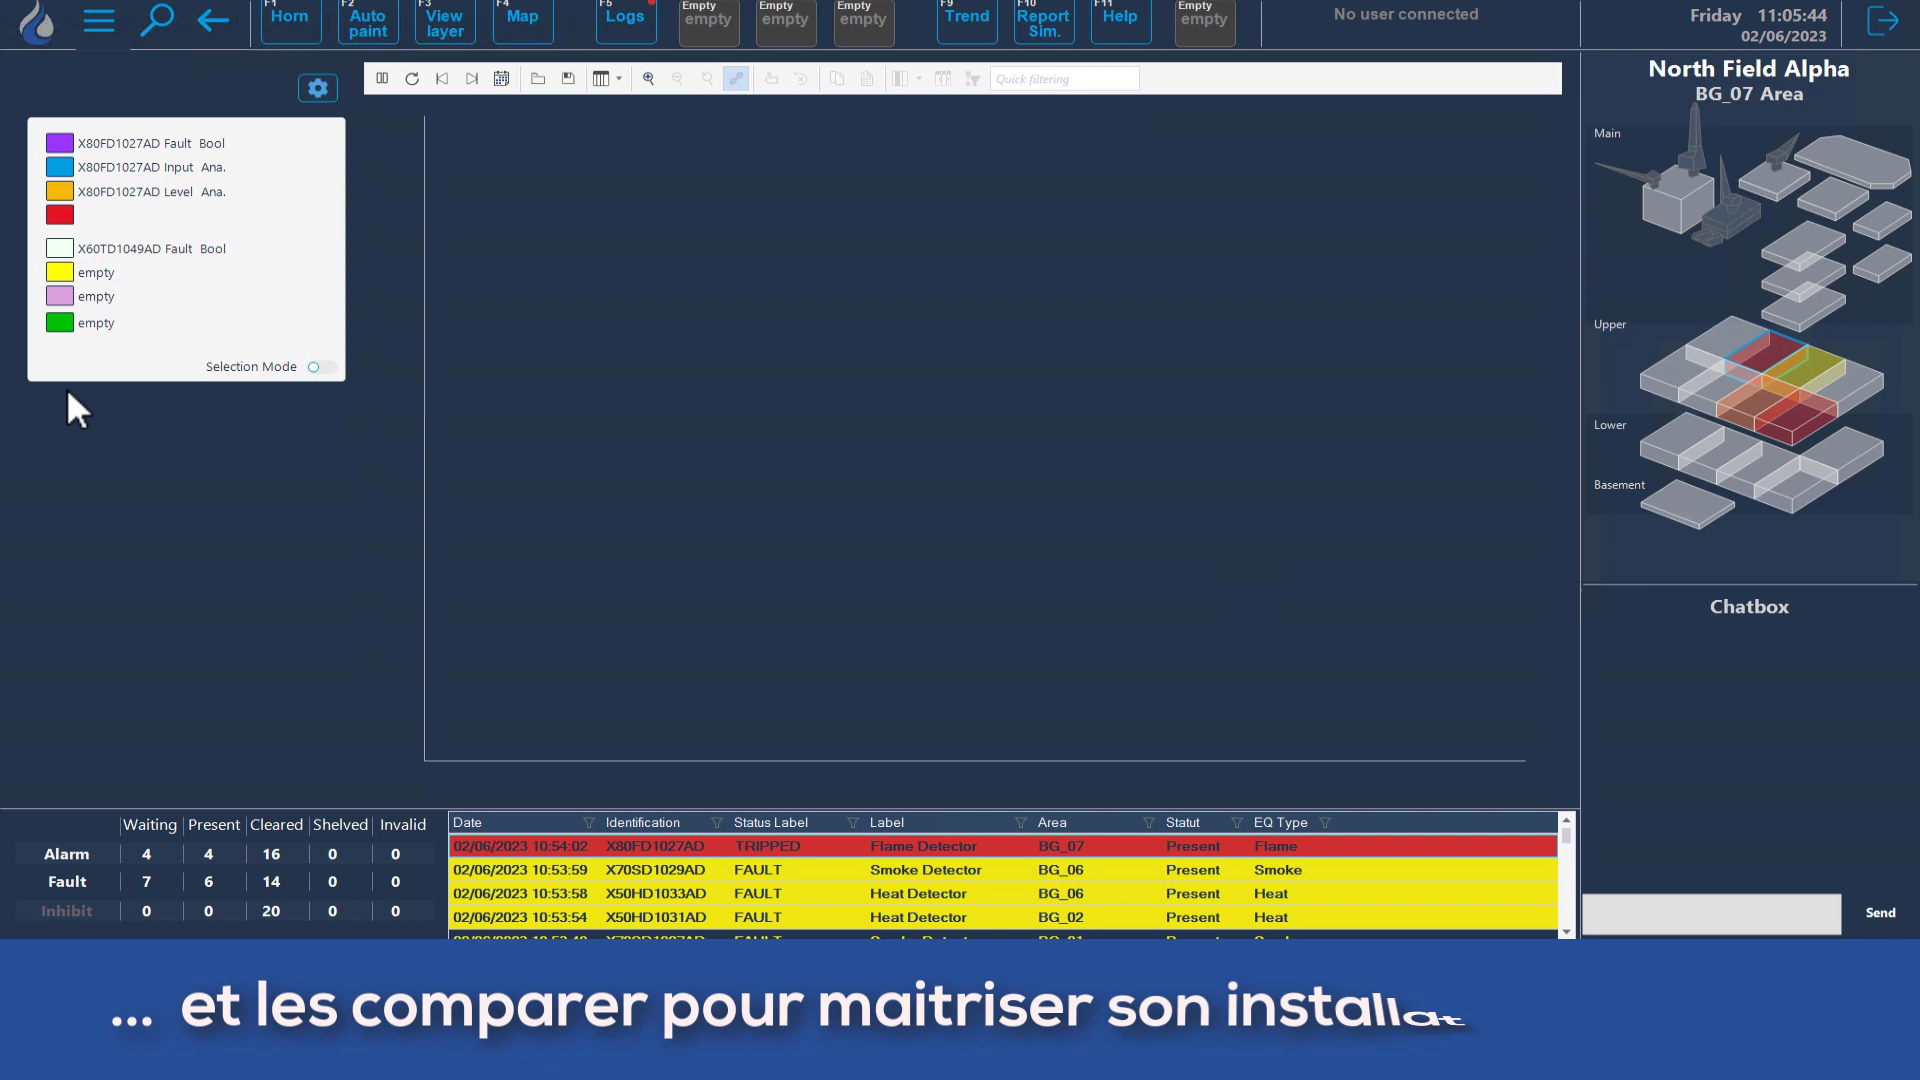 F1 Horn
F2 Auto paint
F3 View layer
F4 Map
F5 Logs
Empty empty
Empty empty
Empty empty
F9 Trend
F10 Report Sim.
F11 Help
Empty empty
No user connected
Friday 11:05:44
02/06/2023
Quick filtering
X80FD1027AD Fault Bool
X80FD1027AD Input Ana.
X80FD1027AD Level Ana.
X60TD1049AD Fault Bool
empty
empty
empty
Selection Mode
North Field Alpha
BG_07 Area
Main
Upper
Lower
Basement
Chatbox
Send
Waiting Present Cleared Shelved Invalid
Alarm 4 4 16 0 0
Fault 7 6 14 0 0
Inhibit 0 0 20 0 0
Date Identification Status Label Label Area Statut EQ Type
02/06/2023 10:54:02 X80FD1027AD TRIPPED Flame Detector BG_07 Present Flame
02/06/2023 10:53:59 X70SD1029AD FAULT Smoke Detector BG_06 Present Smoke
02/06/2023 10:53:58 X50HD1033AD FAULT Heat Detector BG_06 Present Heat
02/06/2023 10:53:54 X50HD1031AD FAULT Heat Detector BG_02 Present Heat
... et les comparer pour maitriser son installat